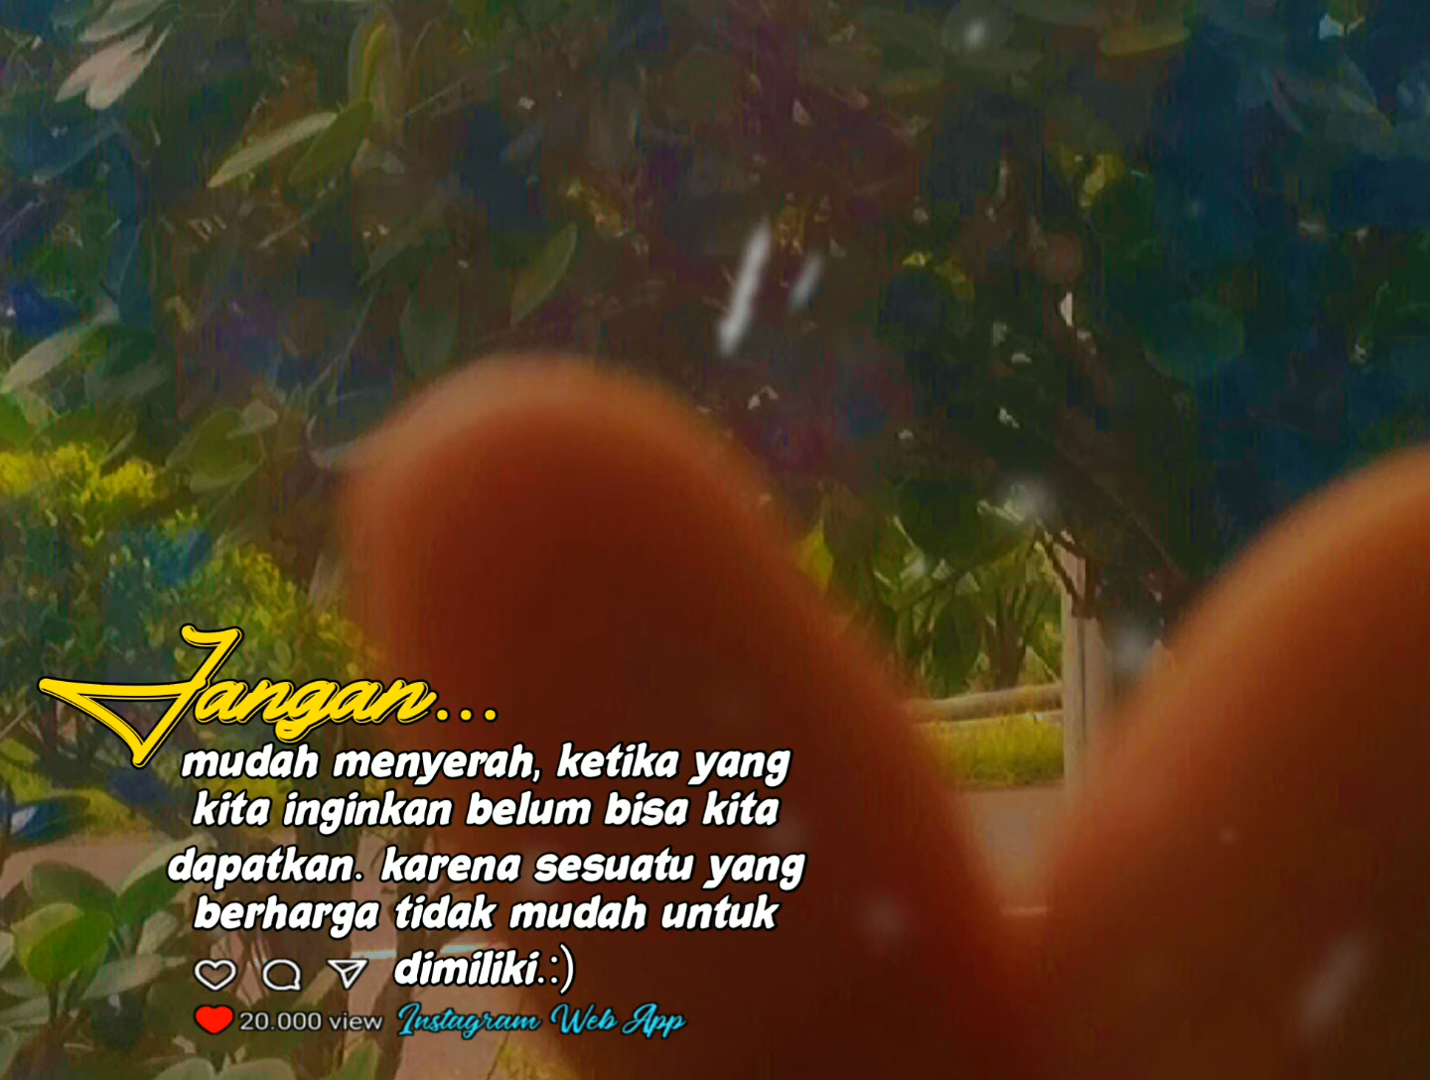 Jangan...
mudah menyerah, ketika yang
kita inginkan belum bisa kita
dapatkan. karena sesuatu yang
berharga tidak mudah untuk
dimiliki.:)
20.000 view Instagram Web App